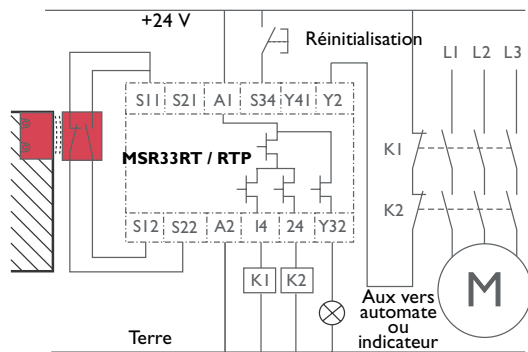 +24 V
Réinitialisation
L1 L2 L3
S11 S21 A1 S34 Y41 Y2
MSR33RT / RTP
K1
K2
S12 S22 A2 14 24 Y32
K1 K2
Aux vers
automate
ou
indicateur
M
Terre